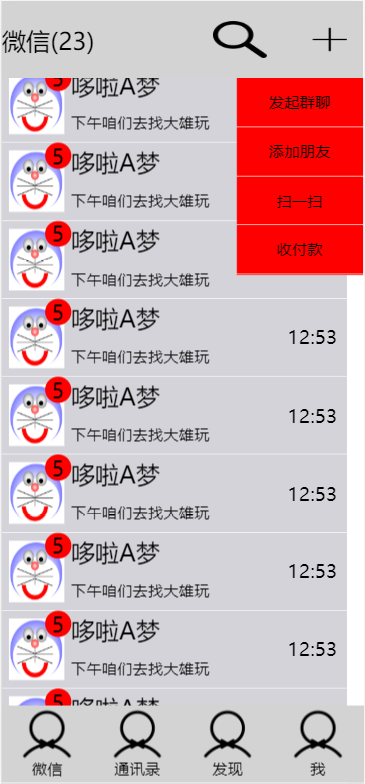 微信(23)
发起群聊
添加朋友
扫一扫
收付款
5
哆啦A梦
下午咱们去找大雄玩
5
哆啦A梦
下午咱们去找大雄玩
5
哆啦A梦
下午咱们去找大雄玩
5
哆啦A梦
12:53
下午咱们去找大雄玩
5
哆啦A梦
12:53
下午咱们去找大雄玩
5
哆啦A梦
12:53
下午咱们去找大雄玩
5
哆啦A梦
12:53
下午咱们去找大雄玩
5
哆啦A梦
12:53
下午咱们去找大雄玩
5
哆啦A梦
微信 通讯录 发现 我